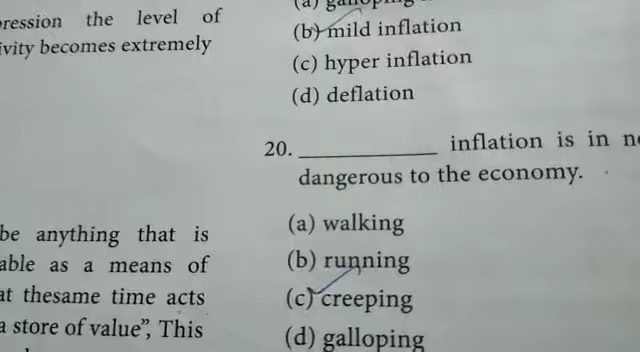 pression the level of
ivity becomes extremely
be anything that is
able as a means of
at thesame time acts
a store of value”, This
(a)
(b) mild inflation
(c) hyper inflation
(d) deflation
20. __________ inflation is in
dangerous to the economy.
(a) walking
(b) running
(c) creeping
(d) galloping